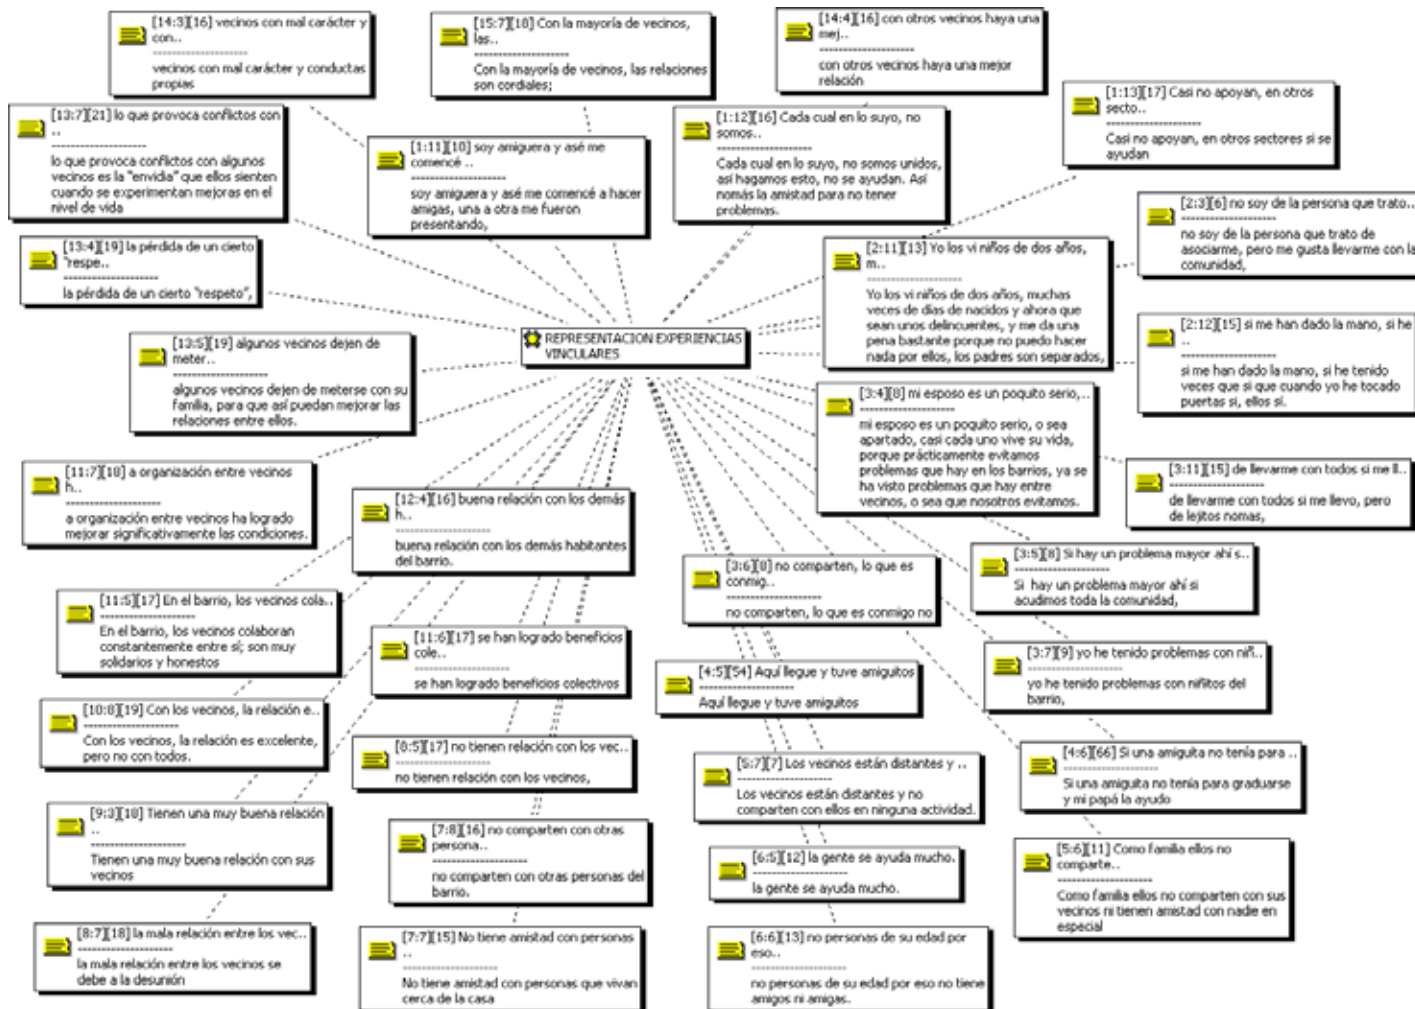 [14:3][16] vecinos con mal carácter y
con..
--------------------
vecinos con mal carácter y conductas
propias
[15:7][18] Con la mayoría de vecinos,
las..
--------------------
Con la mayoría de vecinos, las relaciones
son cordiales;
[14:4][16] con otros vecinos haya una
mej..
--------------------
con otros vecinos haya una mejor
relación
[1:13][17] Casi no apoyan, en otros
secto..
--------------------
Casi no apoyan, en otros sectores si se
ayudan
[13:7][21] lo que provoca conflictos con
..
--------------------
lo que provoca conflictos con algunos
vecinos es la "envidia" que ellos sienten
cuando se experimentan mejoras en el
nivel de vida
[1:11][10] soy amiguera y asé me
comencé ..
--------------------
soy amiguera y asé me comencé a hacer
amigas, una a otra me fueron
presentando,
[1:12][16] Cada cual en lo suyo, no
somos..
--------------------
Cada cual en lo suyo, no somos unidos,
así hagamos esto, no se ayudan. Así
nomás la amistad para no tener
problemas.
[2:3][6] no soy de la persona que trato..
--------------------
no soy de la persona que trato de
asociarme, pero me gusta llevarme con la
comunidad,
[13:4][19] la pérdida de un cierto
"respe..
--------------------
la pérdida de un cierto "respeto",
[2:11][13] Yo los vi niños de dos años,
m..
--------------------
Yo los vi niños de dos años, muchas
veces de días de nacidos y ahora que
sean unos delincuentes, y me da una
pena bastante porque no puedo hacer
nada por ellos, los padres son separados,
REPRESENTACION EXPERIENCIAS
VINCULARES
[2:12][15] si me han dado la mano, si he
..
--------------------
si me han dado la mano, si he tenido
veces que si que cuando yo he tocado
puertas si, ellos si.
[13:5][19] algunos vecinos dejen de
meter..
--------------------
algunos vecinos dejen de meterse con su
familia, para que así puedan mejorar las
relaciones entre ellos.
[3:4][8] mi esposo es un poquito serio,..
--------------------
mi esposo es un poquito serio, o sea
apartado, casi cada uno vive su vida,
porque prácticamente evitamos
problemas que hay en los barrios, ya se
ha visto problemas que hay entre
vecinos, o sea que nosotros evitamos.
[3:11][15] de llevarme con todos si me ll..
--------------------
de llevarme con todos si me llevo, pero
de lejitos nomas,
[11:7][18] a organización entre vecinos
h..
--------------------
a organización entre vecinos ha logrado
mejorar significativamente las condiciones.
[12:4][16] buena relación con los demás
h..
--------------------
buena relación con los demás habitantes
del barrio.
[3:6][8] no comparten, lo que es
conmig..
--------------------
no comparten, lo que es conmigo no
[3:5][8] Si hay un problema mayor ahí s..
--------------------
Si  hay un problema mayor ahí si
acudimos toda la comunidad,
[11:5][17] En el barrio, los vecinos cola..
--------------------
En el barrio, los vecinos colaboran
constantemente entre sí; son muy
solidarios y honestos
[11:6][17] se han logrado beneficios
cole..
--------------------
se han logrado beneficios colectivos
[4:5][54] Aquí llegue y tuve amiguitos
--------------------
Aquí llegue y tuve amiguitos
[3:7][9] yo he tenido problemas con niñ..
--------------------
yo he tenido problemas con niñitos del
barrio,
[10:8][19] Con los vecinos, la relación e..
--------------------
Con los vecinos, la relación es excelente,
pero no con todos.
[8:5][17] no tienen relación con los vec..
--------------------
no tienen relación con los vecinos,
[5:7][7] Los vecinos están distantes y ..
--------------------
Los vecinos están distantes y no
comparten con ellos en ninguna actividad.
[4:6][66] Si una amiguita no tenía para ..
--------------------
Si una amiguita no tenía para graduarse
y mi papá la ayudo
[9:3][18] Tienen una muy buena relación
..
--------------------
Tienen una muy buena relación con sus
vecinos
[7:8][16] no comparten con otras
persona..
--------------------
no comparten con otras personas del
barrio.
[6:5][12] la gente se ayuda mucho.
--------------------
la gente se ayuda mucho.
[5:6][11] Como familia ellos no
comparte..
--------------------
Como familia ellos no comparten con sus
vecinos ni tienen amistad con nadie en
especial
[8:7][18] la mala relación entre los vec..
--------------------
la mala relación entre los vecinos se
debe a la desunión
[7:7][15] No tiene amistad con personas
..
--------------------
No tiene amistad con personas que vivan
cerca de la casa
[6:6][13] no personas de su edad por
eso..
--------------------
no personas de su edad por eso no tiene
amigos ni amigas.